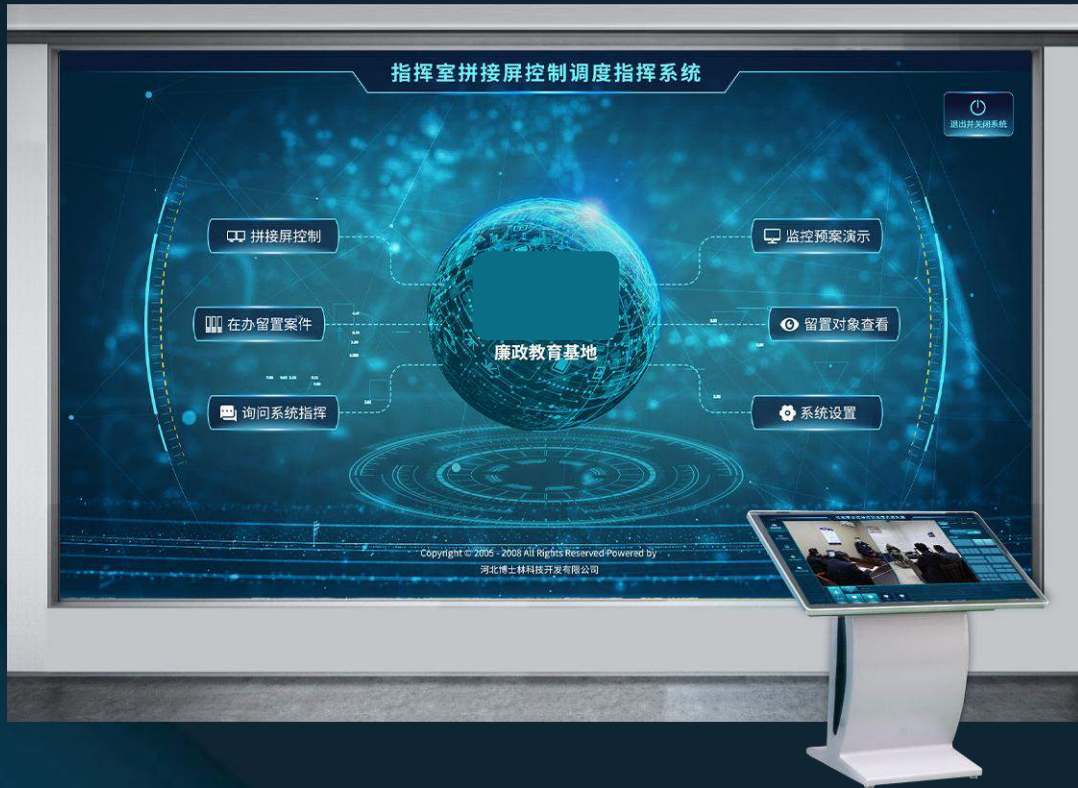 指挥室拼接屏控制调度指挥系统
退出并关闭系统
拼接屏控制
监控预案演示
在办留置案件
留置对象查看
廉政教育基地
询问系统指挥
系统设置
Copyright © 2005 - 2008 All Rights Reserved Powered by
河北博士林科技开发有限公司